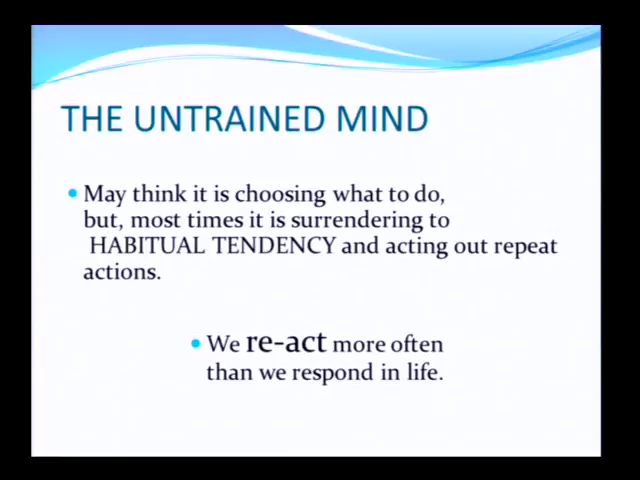 THE UNTRAINED MIND
• May think it is choosing what to do,
but, most times it is surrendering to
HABITUAL TENDENCY and acting out repeat
actions.
• We re-act more often
than we respond in life.